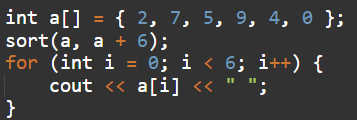 int a[] = { 2, 7, 5, 9, 4, 0 };
sort(a, a + 6);
for (int i = 0; i < 6; i++) {
    cout << a[i] << " ";
}